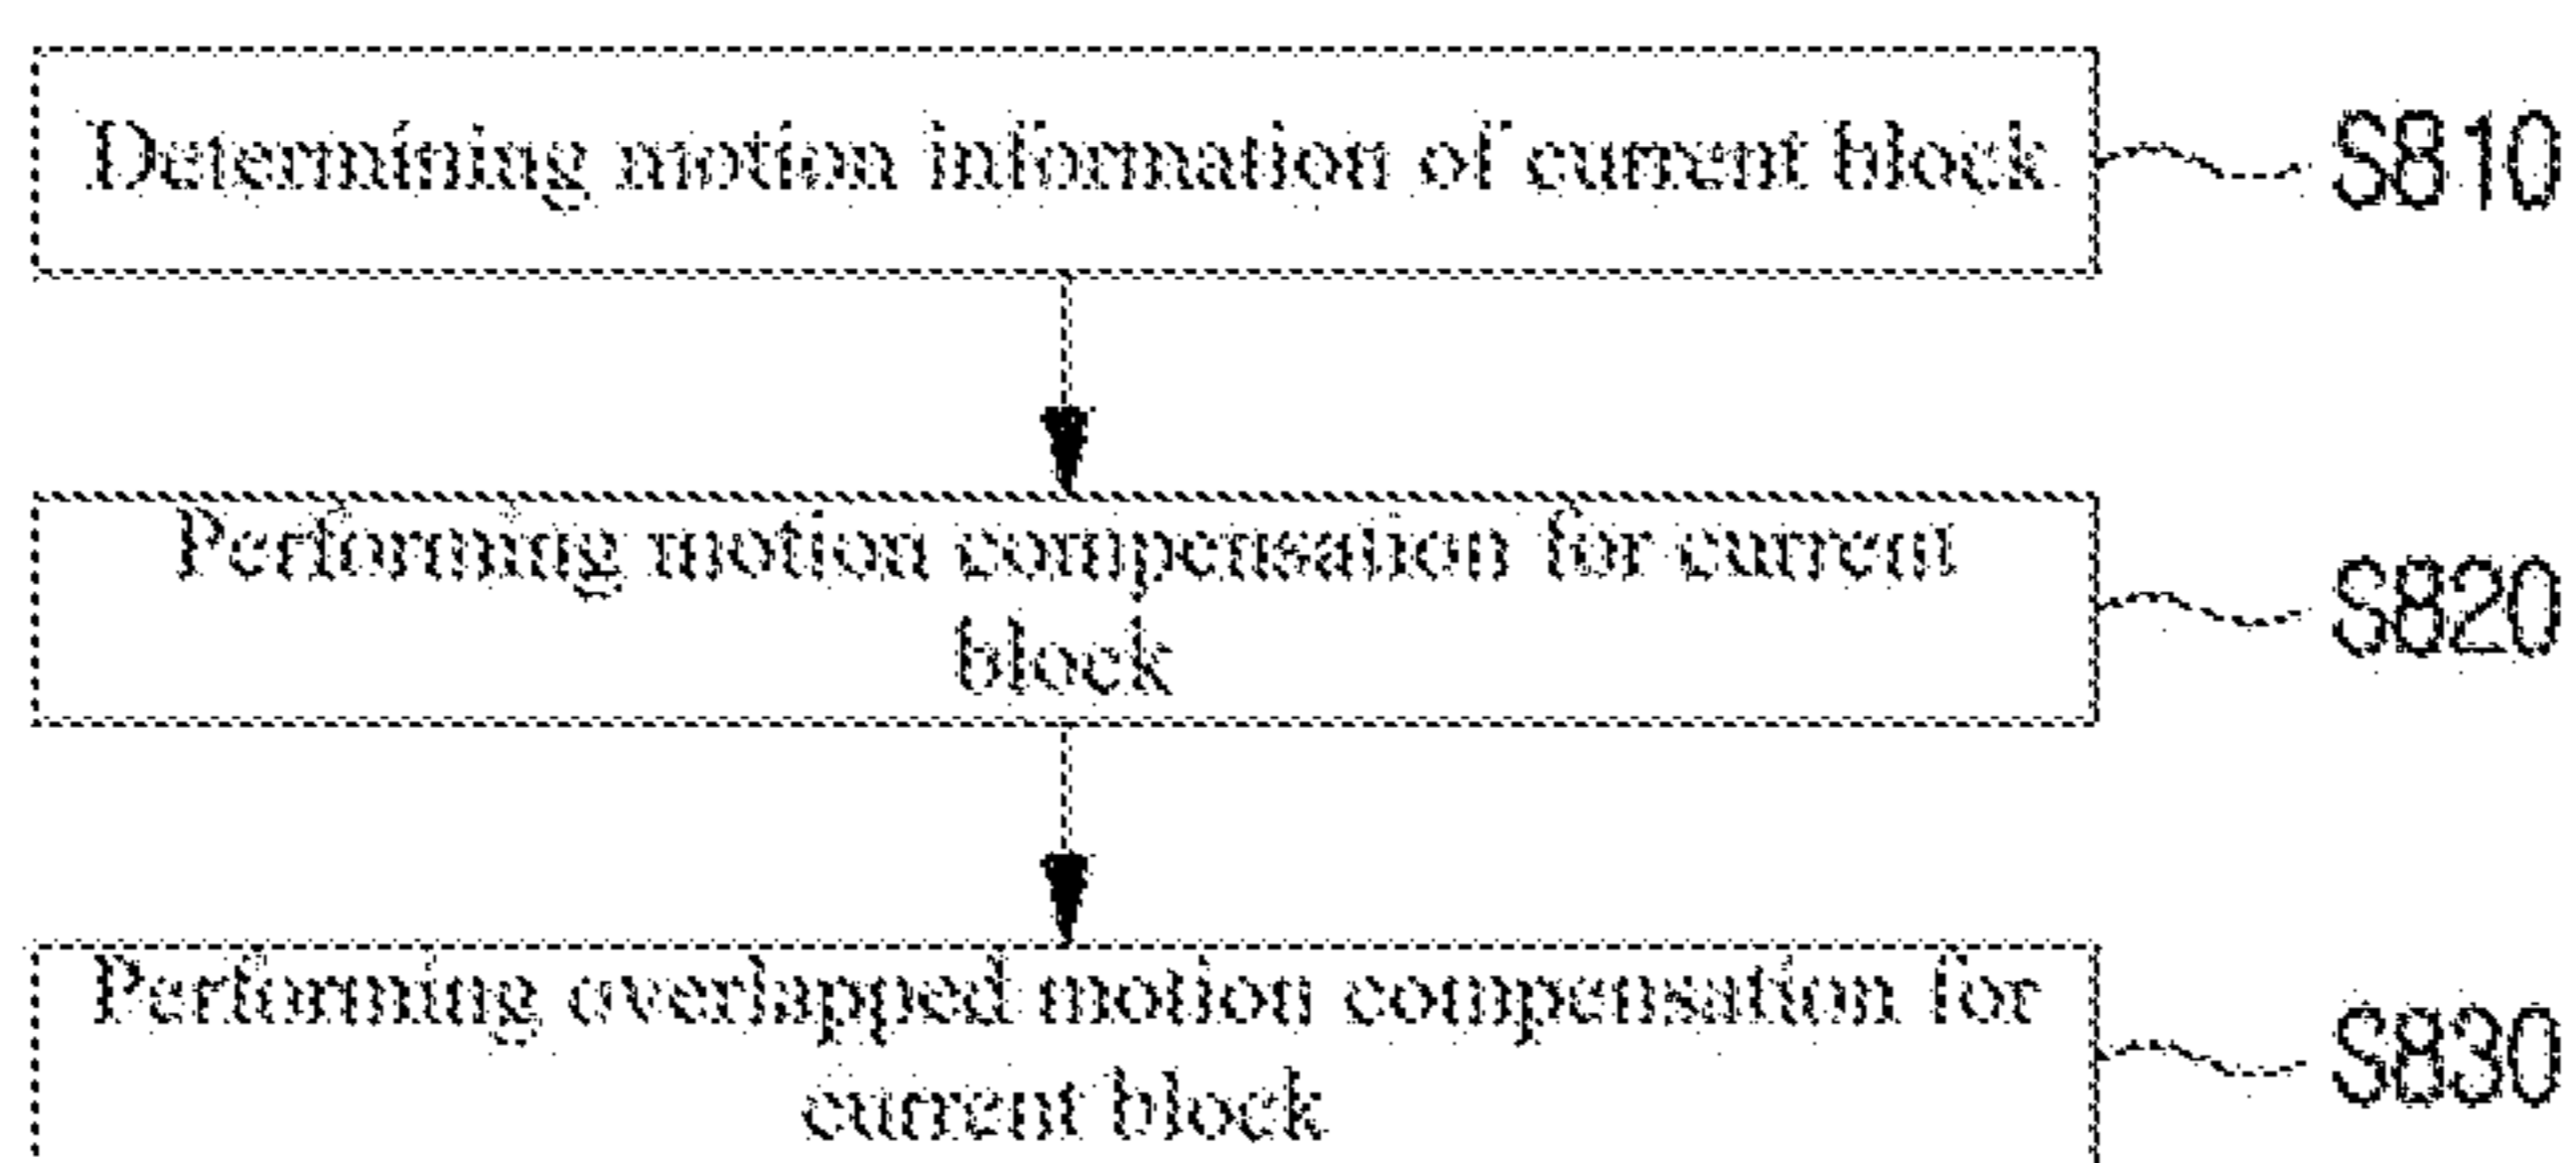 Determining motion information of current block
S810
Performing motion compensation for current
block
S820
Performing overlapped motion compensation for
current block
S830